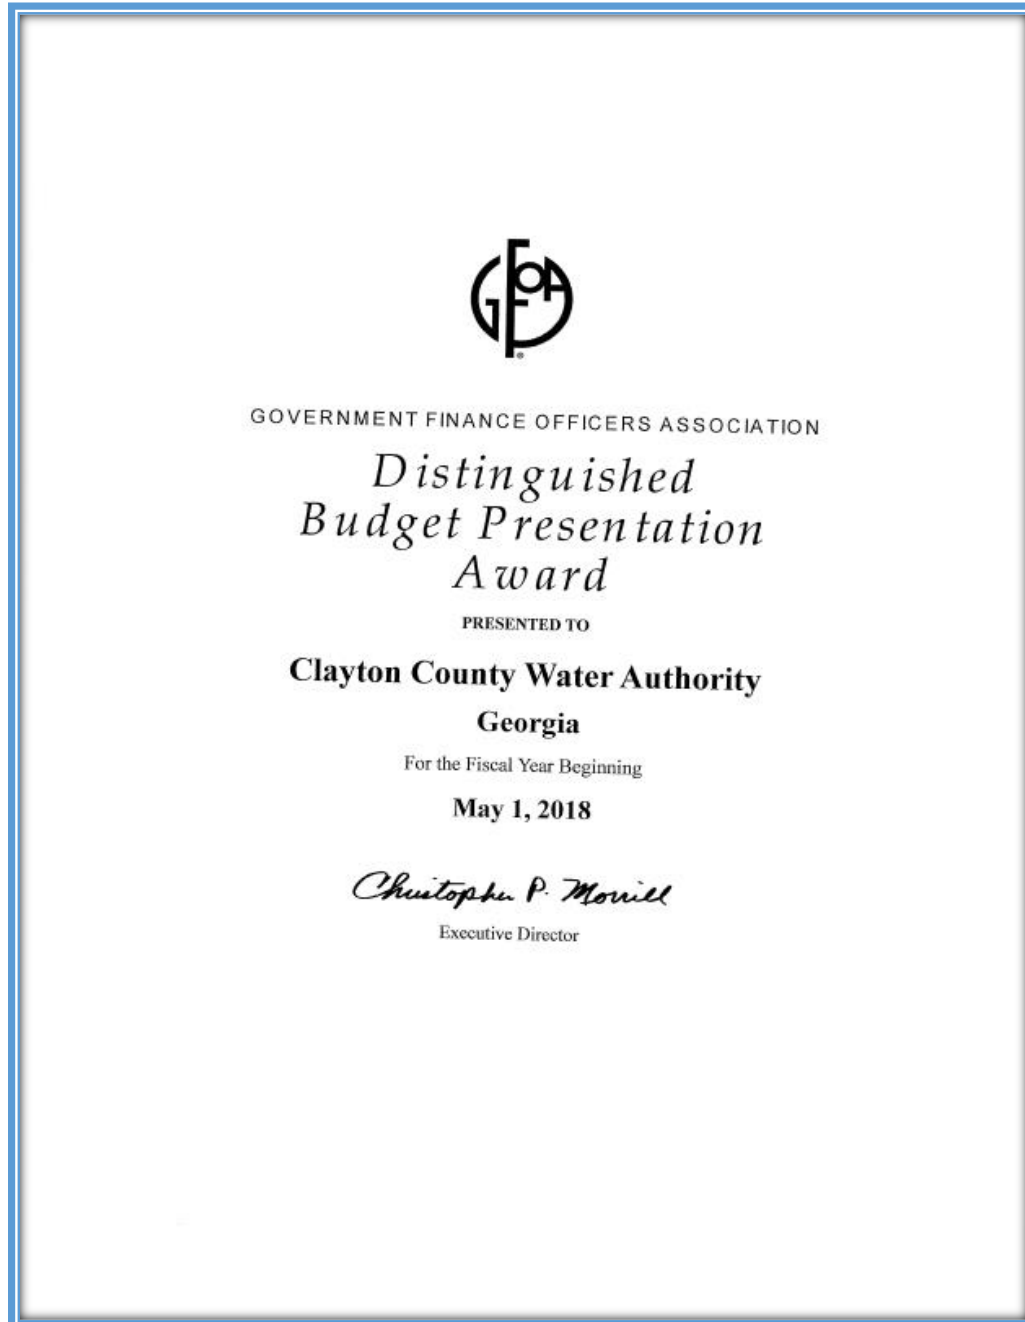 GFOA
®
GOVERNMENT FINANCE OFFICERS ASSOCIATION
Distinguished
Budget Presentation
Award
PRESENTED TO
Clayton County Water Authority
Georgia
For the Fiscal Year Beginning
May 1, 2018
Christopher P. Morrill
Executive Director